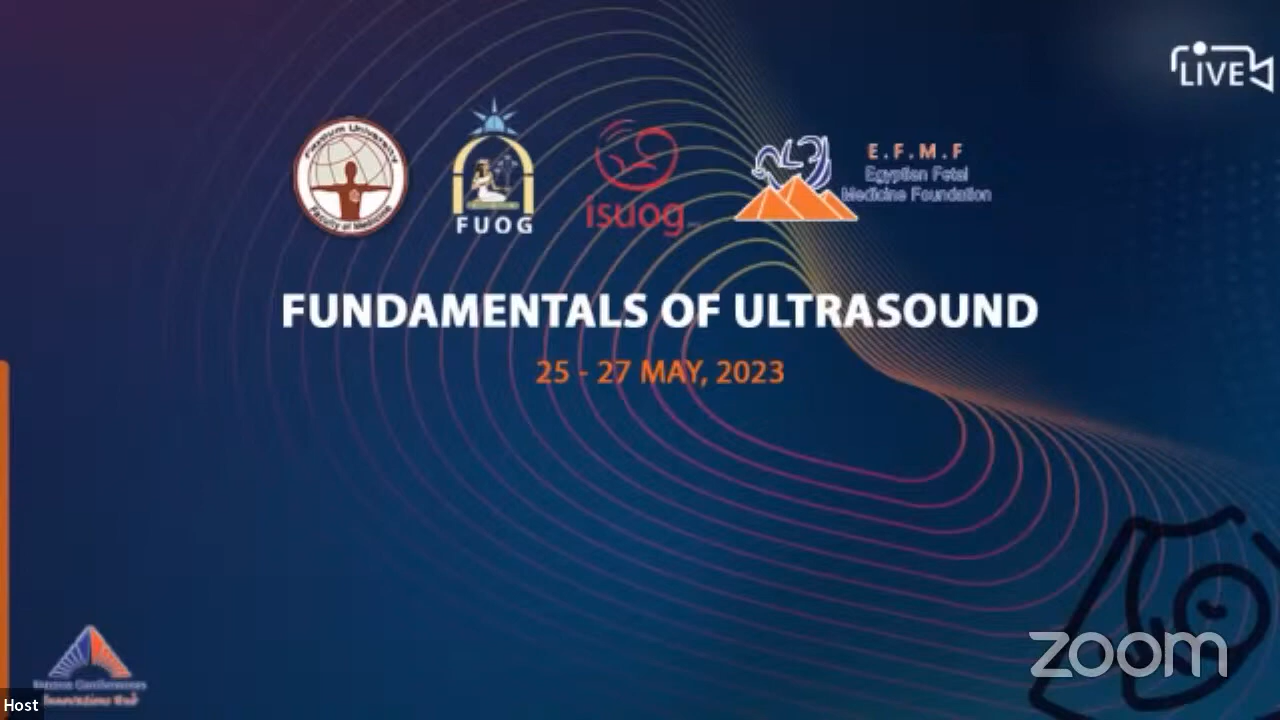 LIVE
Fayoum University
Faculty of Medicine
FUOG
isuog
E.F.M.F
Egyptian Fetal
Medicine Foundation
FUNDAMENTALS OF ULTRASOUND
25 - 27 MAY, 2023
zoom
Host